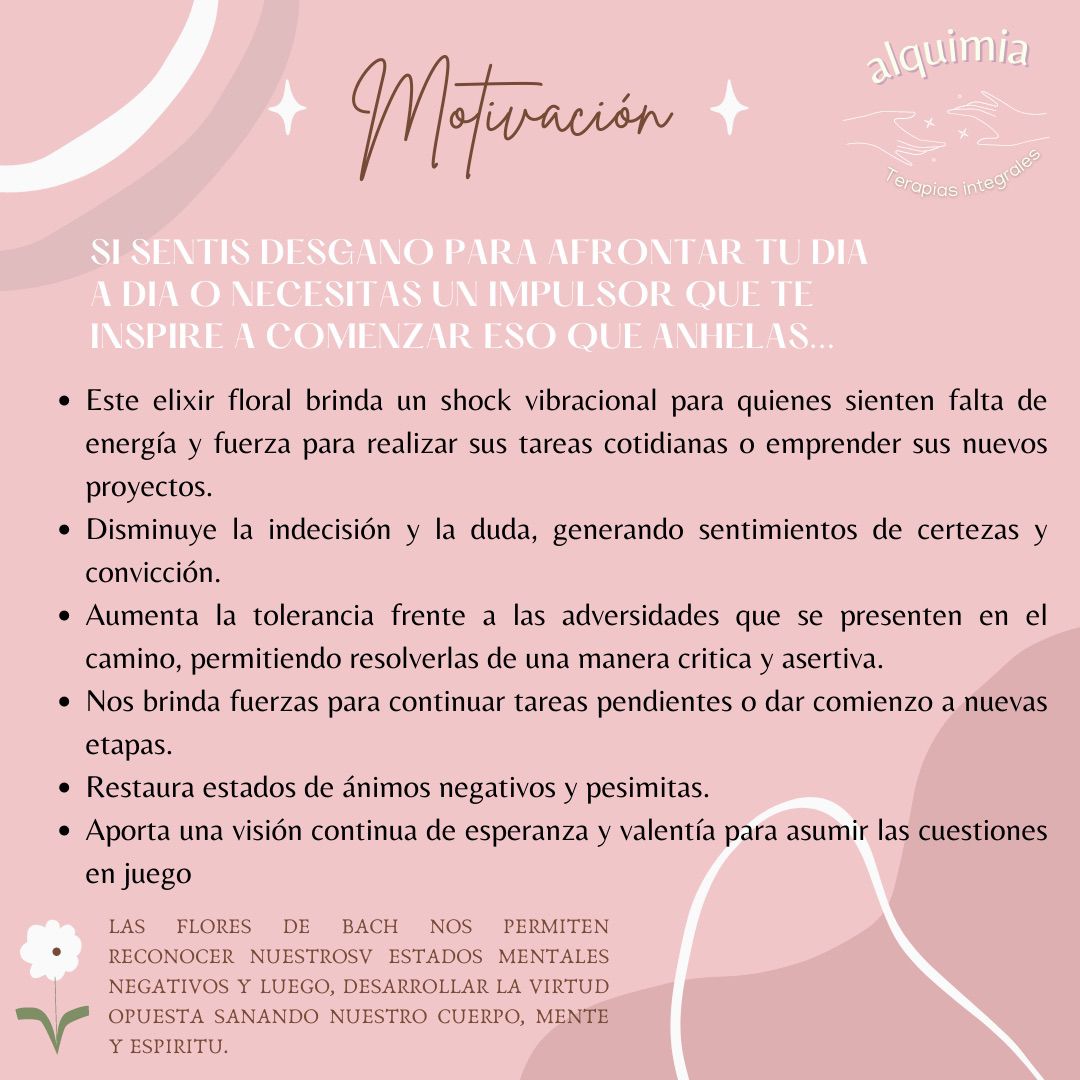 Motivación
alquimia
Terapias integrales
SI SENTIS DESGANO PARA AFRONTAR TU DIA
A DIA O NECESITAS UN IMPULSOR QUE TE
INSPIRE A COMENZAR ESO QUE ANHELAS...
• Este elixir floral brinda un shock vibracional para quienes sienten falta de
energía y fuerza para realizar sus tareas cotidianas o emprender sus nuevos
proyectos.
• Disminuye la indecisión y la duda, generando sentimientos de certezas y
convicción.
• Aumenta la tolerancia frente a las adversidades que se presenten en el
camino, permitiendo resolverlas de una manera critica y asertiva.
• Nos brinda fuerzas para continuar tareas pendientes o dar comienzo a nuevas
etapas.
• Restaura estados de ánimos negativos y pesimitas.
• Aporta una visión continua de esperanza y valentía para asumir las cuestiones
en juego
LAS FLORES DE BACH NOS PERMITEN
RECONOCER NUESTROSV ESTADOS MENTALES
NEGATIVOS Y LUEGO, DESARROLLAR LA VIRTUD
OPUESTA SANANDO NUESTRO CUERPO, MENTE
Y ESPIRITU.